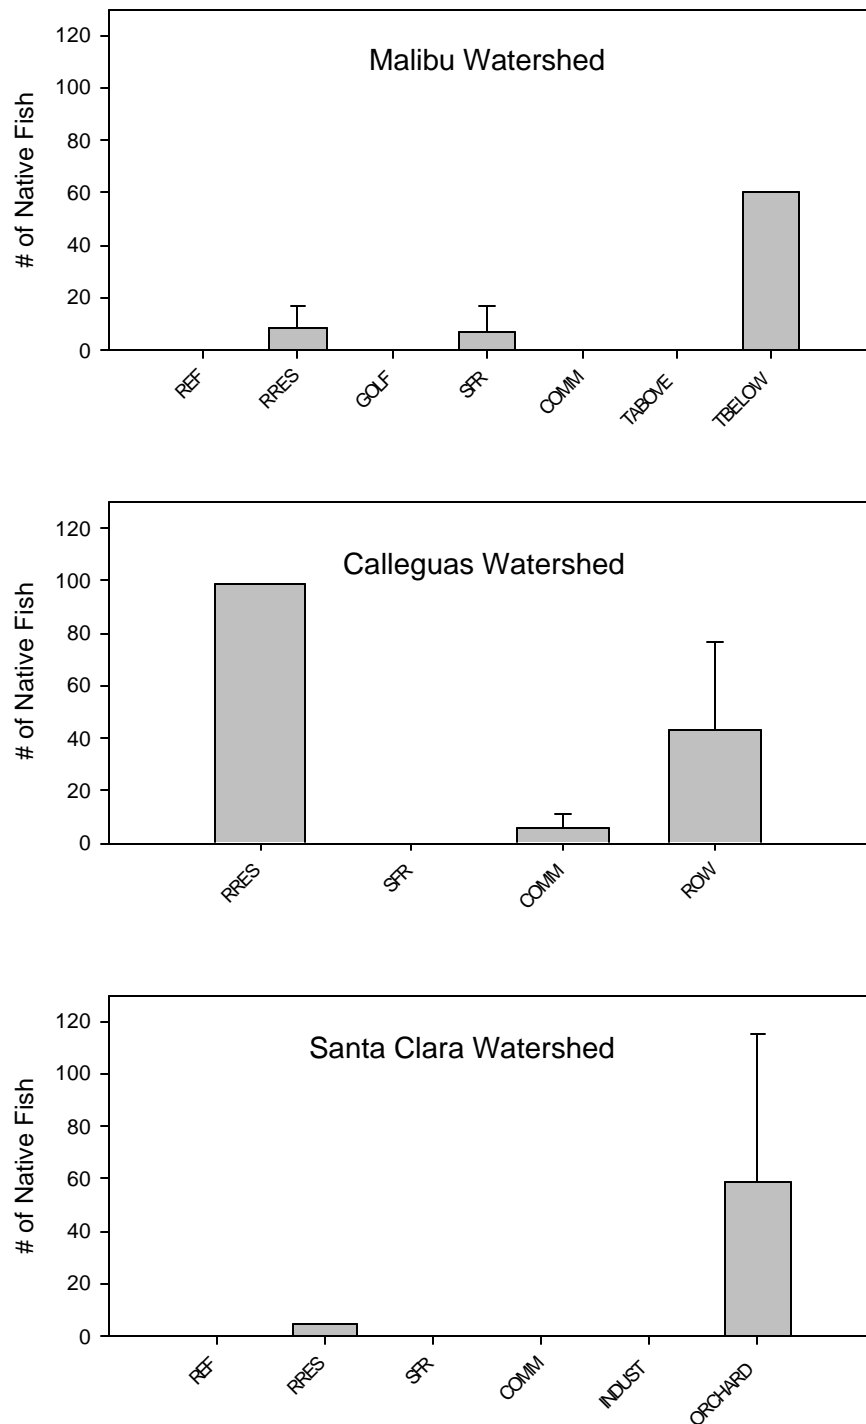 Malibu Watershed
# of Native Fish
120
100
80
60
40
20
0
REF RRES GOLF SFR COMM TABOVE TBELOW
Calleguas Watershed
# of Native Fish
120
100
80
60
40
20
0
RRES SFR COMM ROW
Santa Clara Watershed
# of Native Fish
120
100
80
60
40
20
0
REF RRES SFR COMM INDUST ORCHARD